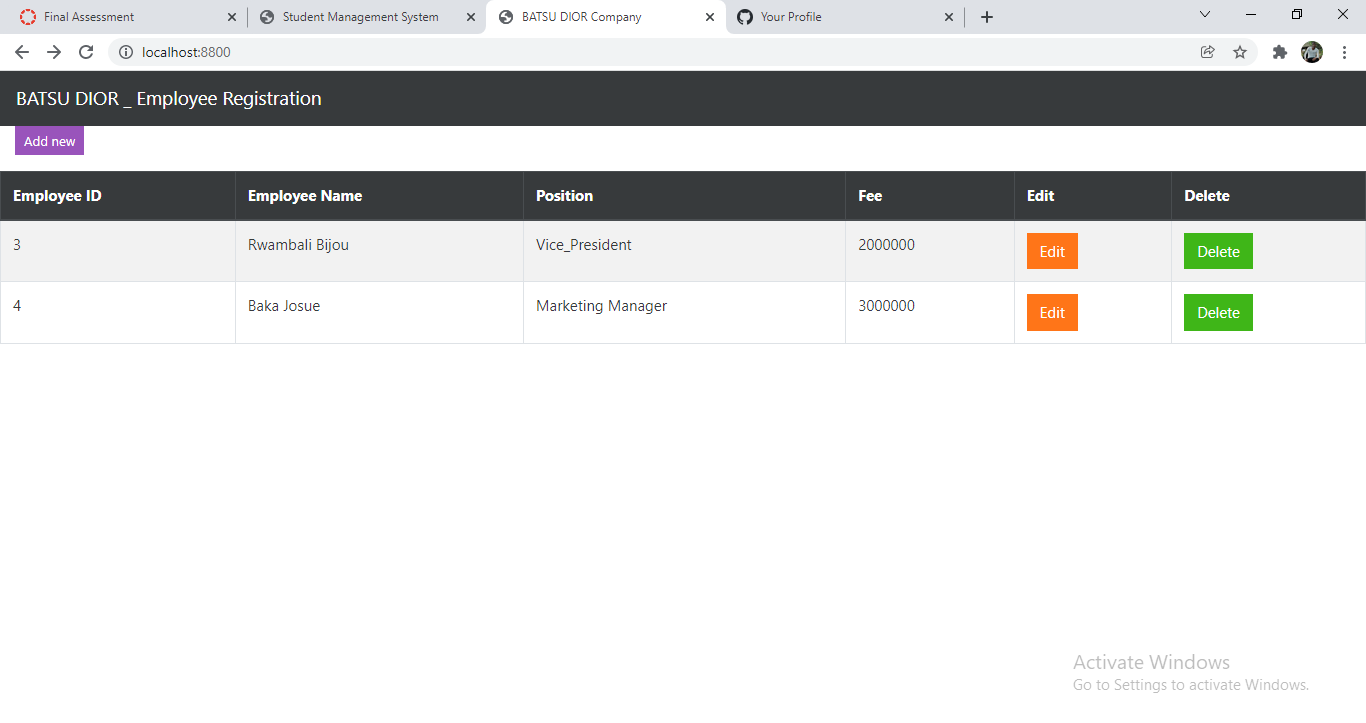 Final Assessment
Student Management System
BATSU DIOR Company
Your Profile
localhost:8800
BATSU DIOR _ Employee Registration
Add new
Employee ID Employee Name Position Fee Edit Delete
3 Rwambali Bijou Vice_President 2000000 Edit Delete
4 Baka Josue Marketing Manager 3000000 Edit Delete
Activate Windows
Go to Settings to activate Windows.